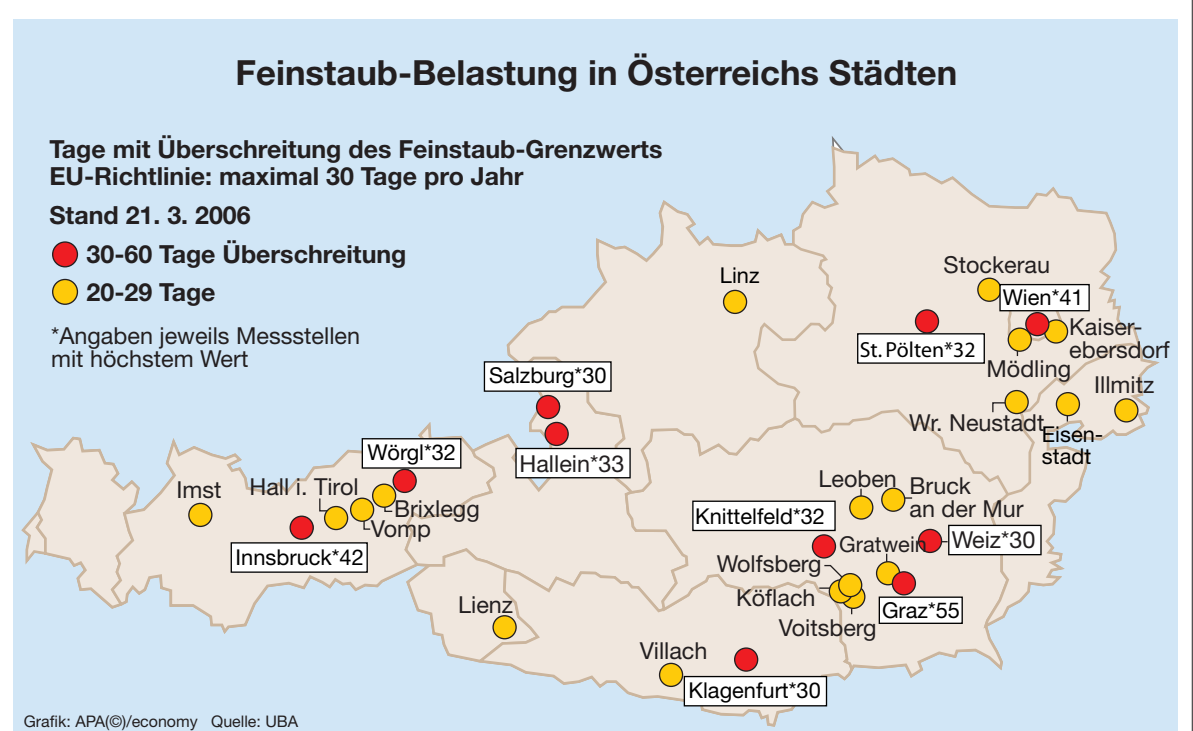 Feinstaub-Belastung in Österreichs Städten
Tage mit Überschreitung des Feinstaub-Grenzwerts
EU-Richtlinie: maximal 30 Tage pro Jahr
Stand 21. 3. 2006
30-60 Tage Überschreitung
20-29 Tage
*Angaben jeweils Messstellen
mit höchstem Wert
Linz
Stockerau
Wien*41
Kaiser-
ebersdorf
St. Pölten*32
Mödling
Illmitz
Salzburg*30
Wr. Neustadt
Eisen-
stadt
Hallein*33
Wörgl*32
Imst
Hall i. Tirol
Brixlegg
Vomp
Innsbruck*42
Leoben
Bruck
an der Mur
Knittelfeld*32
Gratwein
Weiz*30
Wolfsberg
Köflach
Graz*55
Voitsberg
Lienz
Villach
Klagenfurt*30
Grafik: APA(©)/economy Quelle: UBA